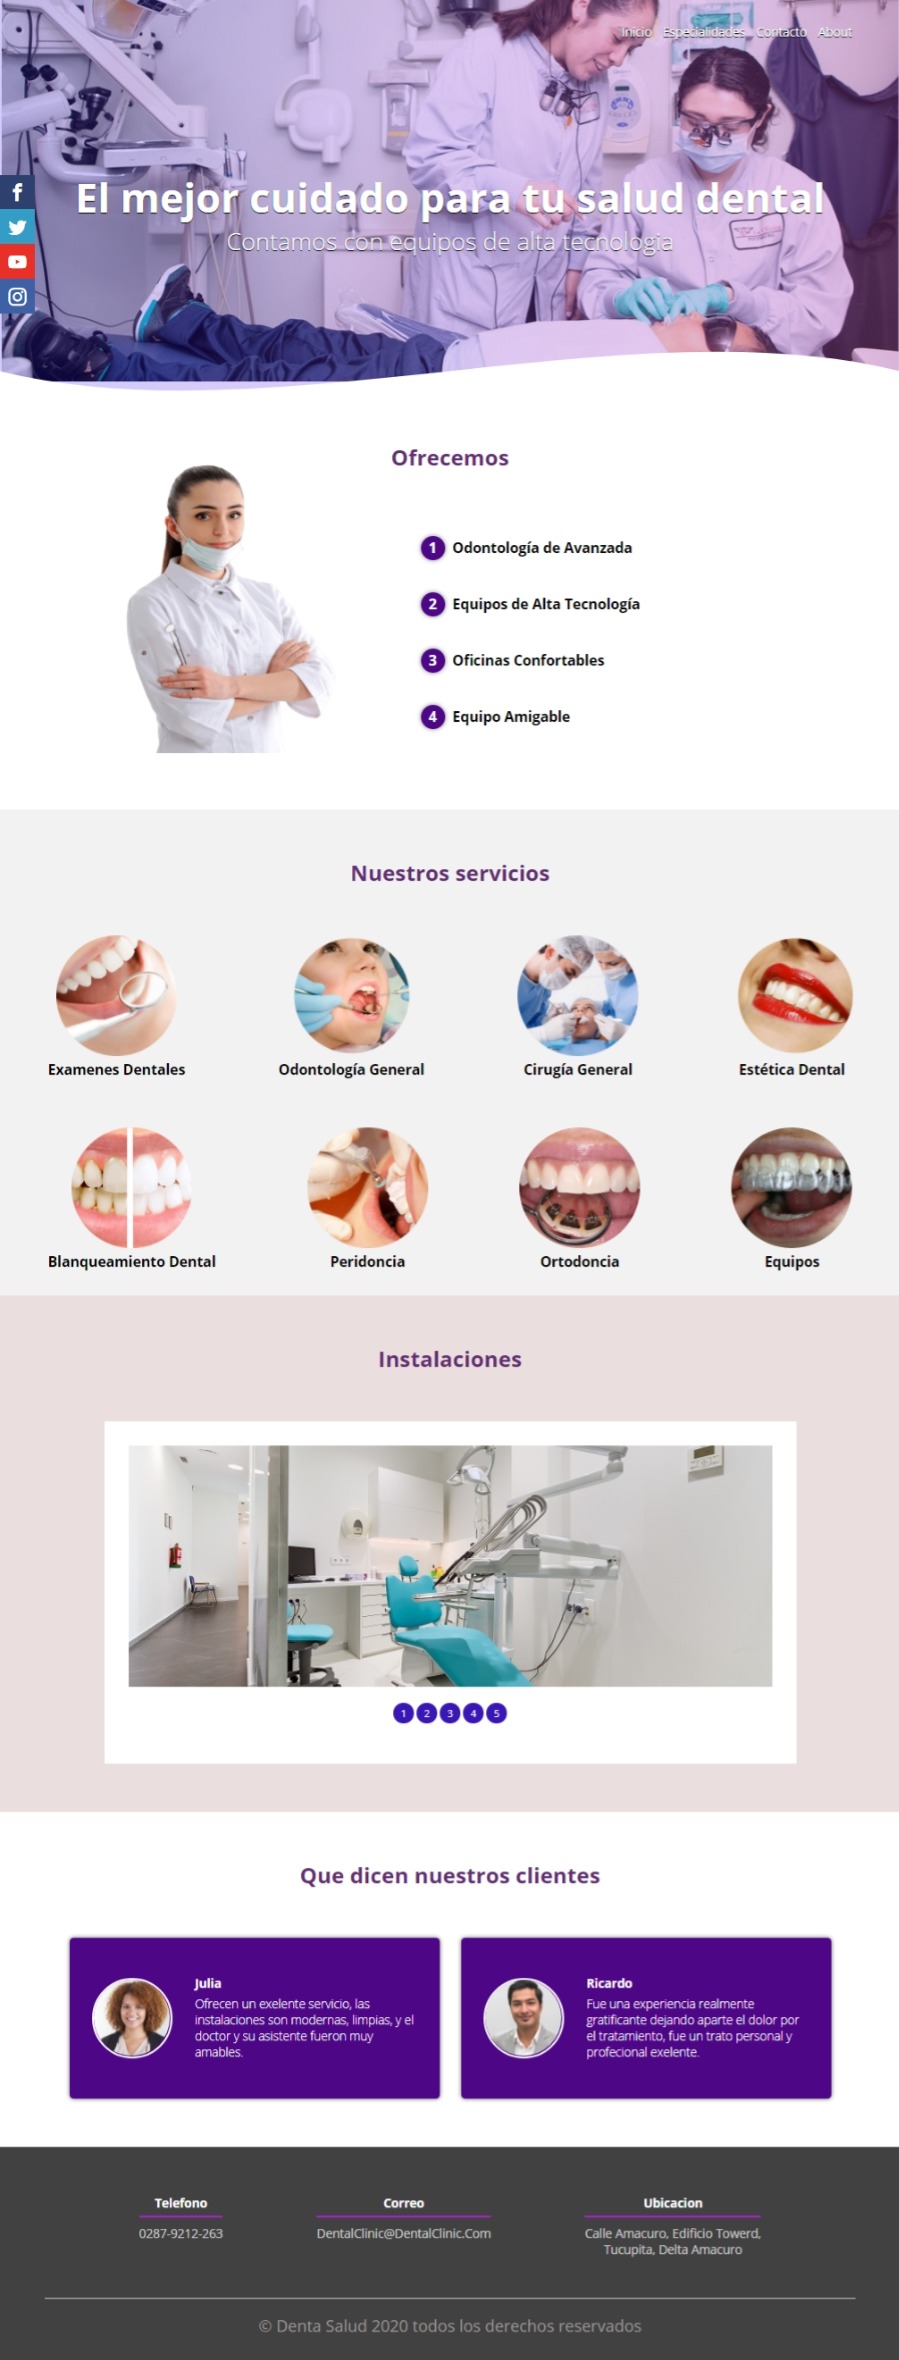 Inicio Especialidades Contacto About
El mejor cuidado para tu salud dental
Contamos con equipos de alta tecnologia
Ofrecemos
1 Odontología de Avanzada
2 Equipos de Alta Tecnología
3 Oficinas Confortables
4 Equipo Amigable
Nuestros servicios
Examenes Dentales
Odontología General
Cirugía General
Estética Dental
Blanqueamiento Dental
Peridoncia
Ortodoncia
Equipos
Instalaciones
1 2 3 4 5
Que dicen nuestros clientes
Julia
Ofrecen un exelente servicio, las
instalaciones son modernas, limpias, y el
doctor y su asistente fueron muy
amables.
Ricardo
Fue una experiencia realmente
gratificante dejando aparte el dolor por
el tratamiento, fue un trato personal y
profecional exelente.
Telefono
0287-9212-263
Correo
DentalClinic@DentalClinic.Com
Ubicacion
Calle Amacuro, Edificio Towerd,
Tucupita, Delta Amacuro
© Denta Salud 2020 todos los derechos reservados